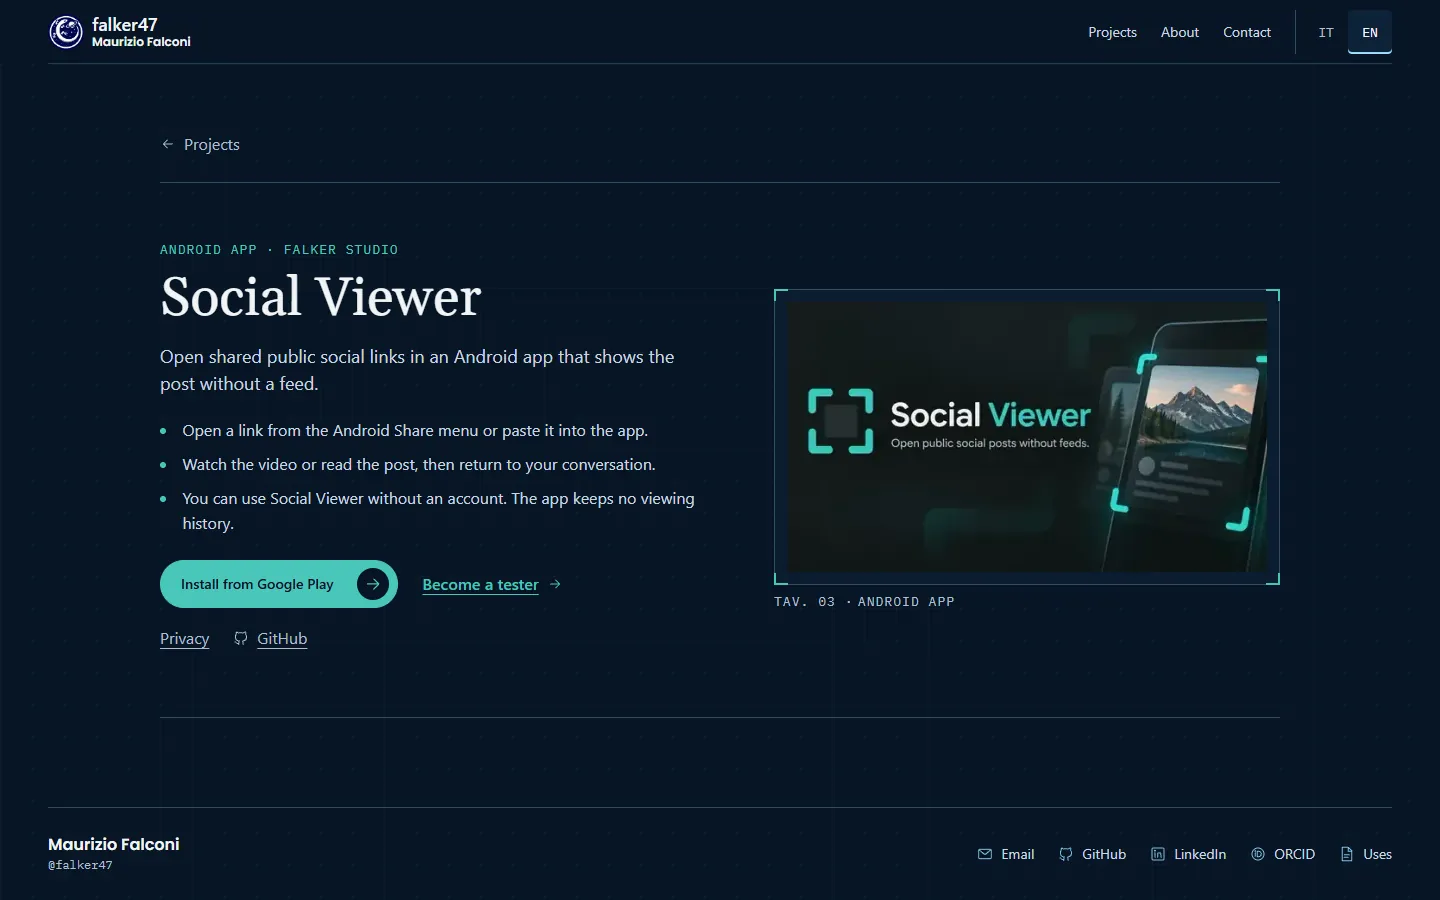 falker47
Maurizio Falconi
Projects
About
Contact
IT
EN
← Projects
ANDROID APP · FALKER STUDIO
Social Viewer
Open shared public social links in an Android app that shows the
post without a feed.
Open a link from the Android Share menu or paste it into the app.
Watch the video or read the post, then return to your conversation.
You can use Social Viewer without an account. The app keeps no viewing
history.
Install from Google Play →
Become a tester →
Privacy
GitHub
Social Viewer
Open public social posts without feeds.
TAV. 03 · ANDROID APP
Maurizio Falconi
@falker47
Email
GitHub
LinkedIn
ORCID
Uses